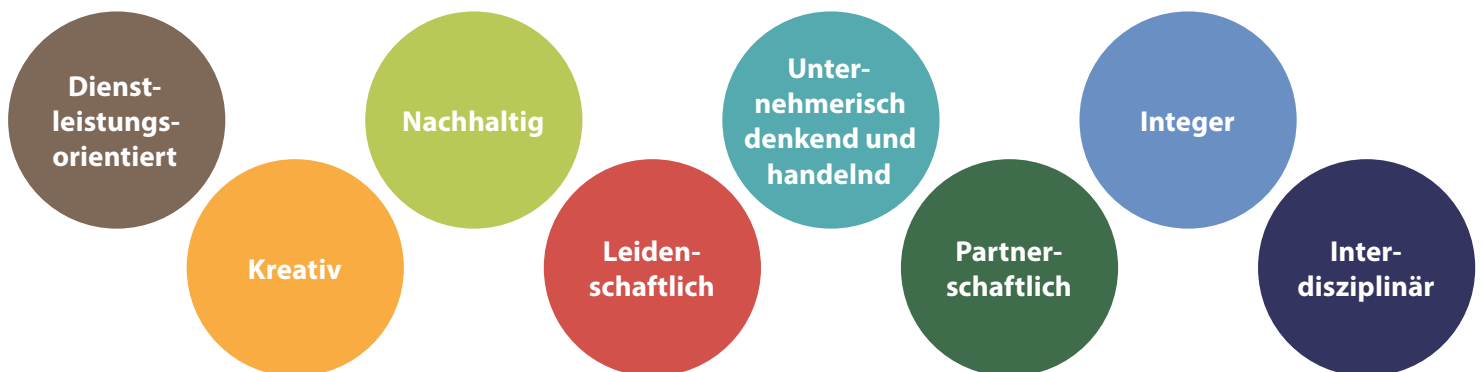 Dienst-
leistungs-
orientiert
Kreativ
Nachhaltig
Leiden-
schaftlich
Unter-
nehmerisch
denkend und
handelnd
Partner-
schaftlich
Integer
Inter-
disziplinär